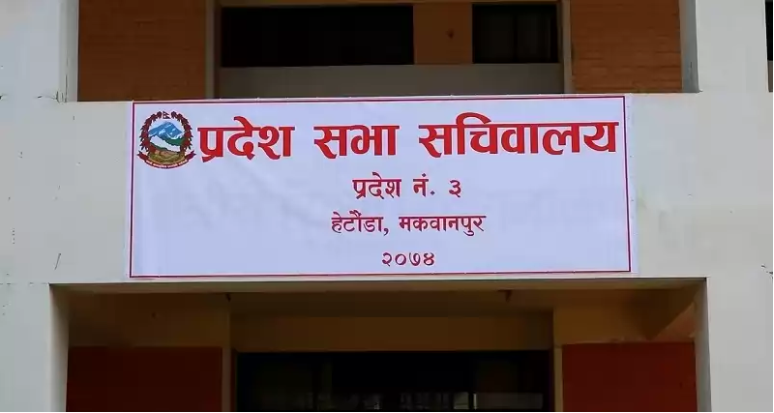 प्रदेश सभा सचिवालय
प्रदेश नं. ३
हेटौंडा, मकवानपुर
२०७४